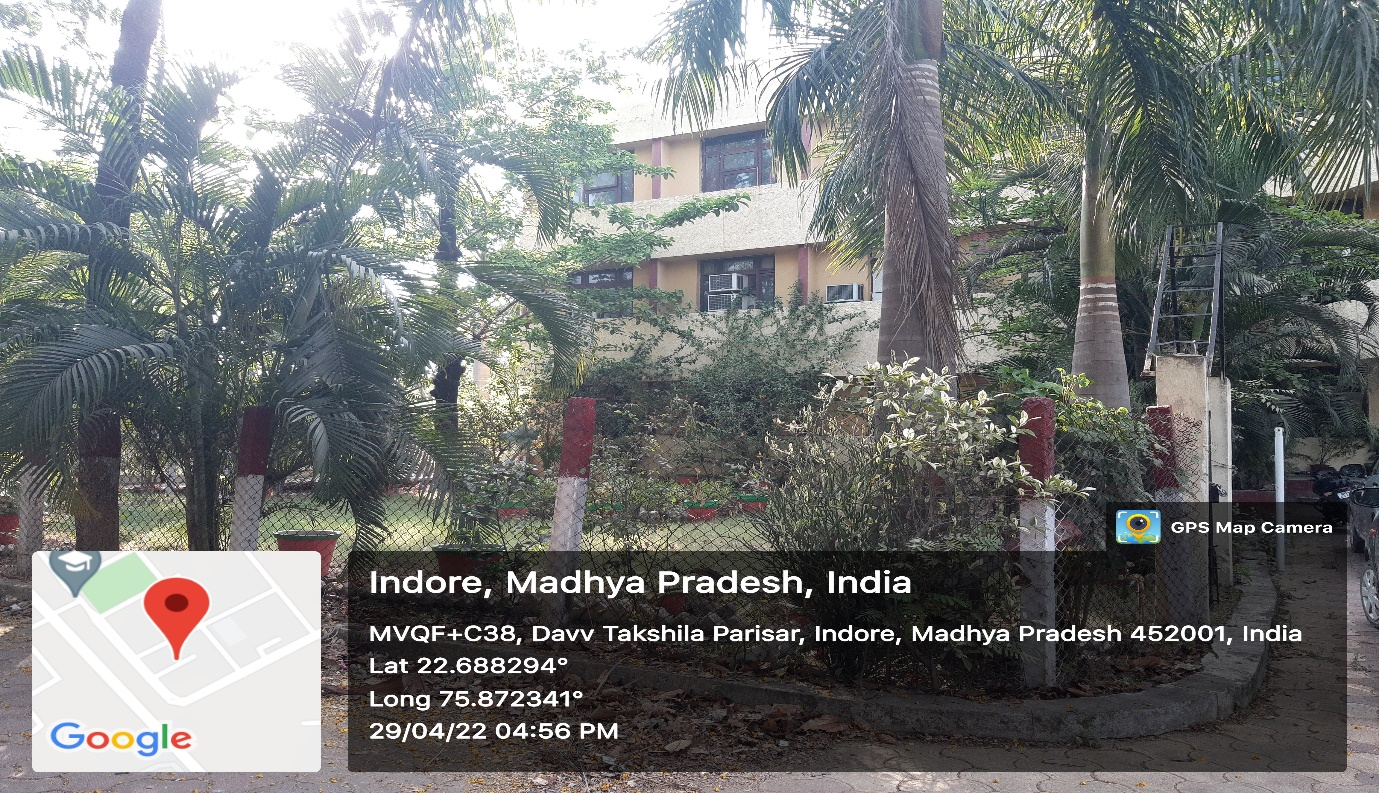 GPS Map Camera
Indore, Madhya Pradesh, India
MVQF+C38, Davv Takshila Parisar, Indore, Madhya Pradesh 452001, India
Lat 22.688294°
Long 75.872341°
29/04/22 04:56 PM
Google